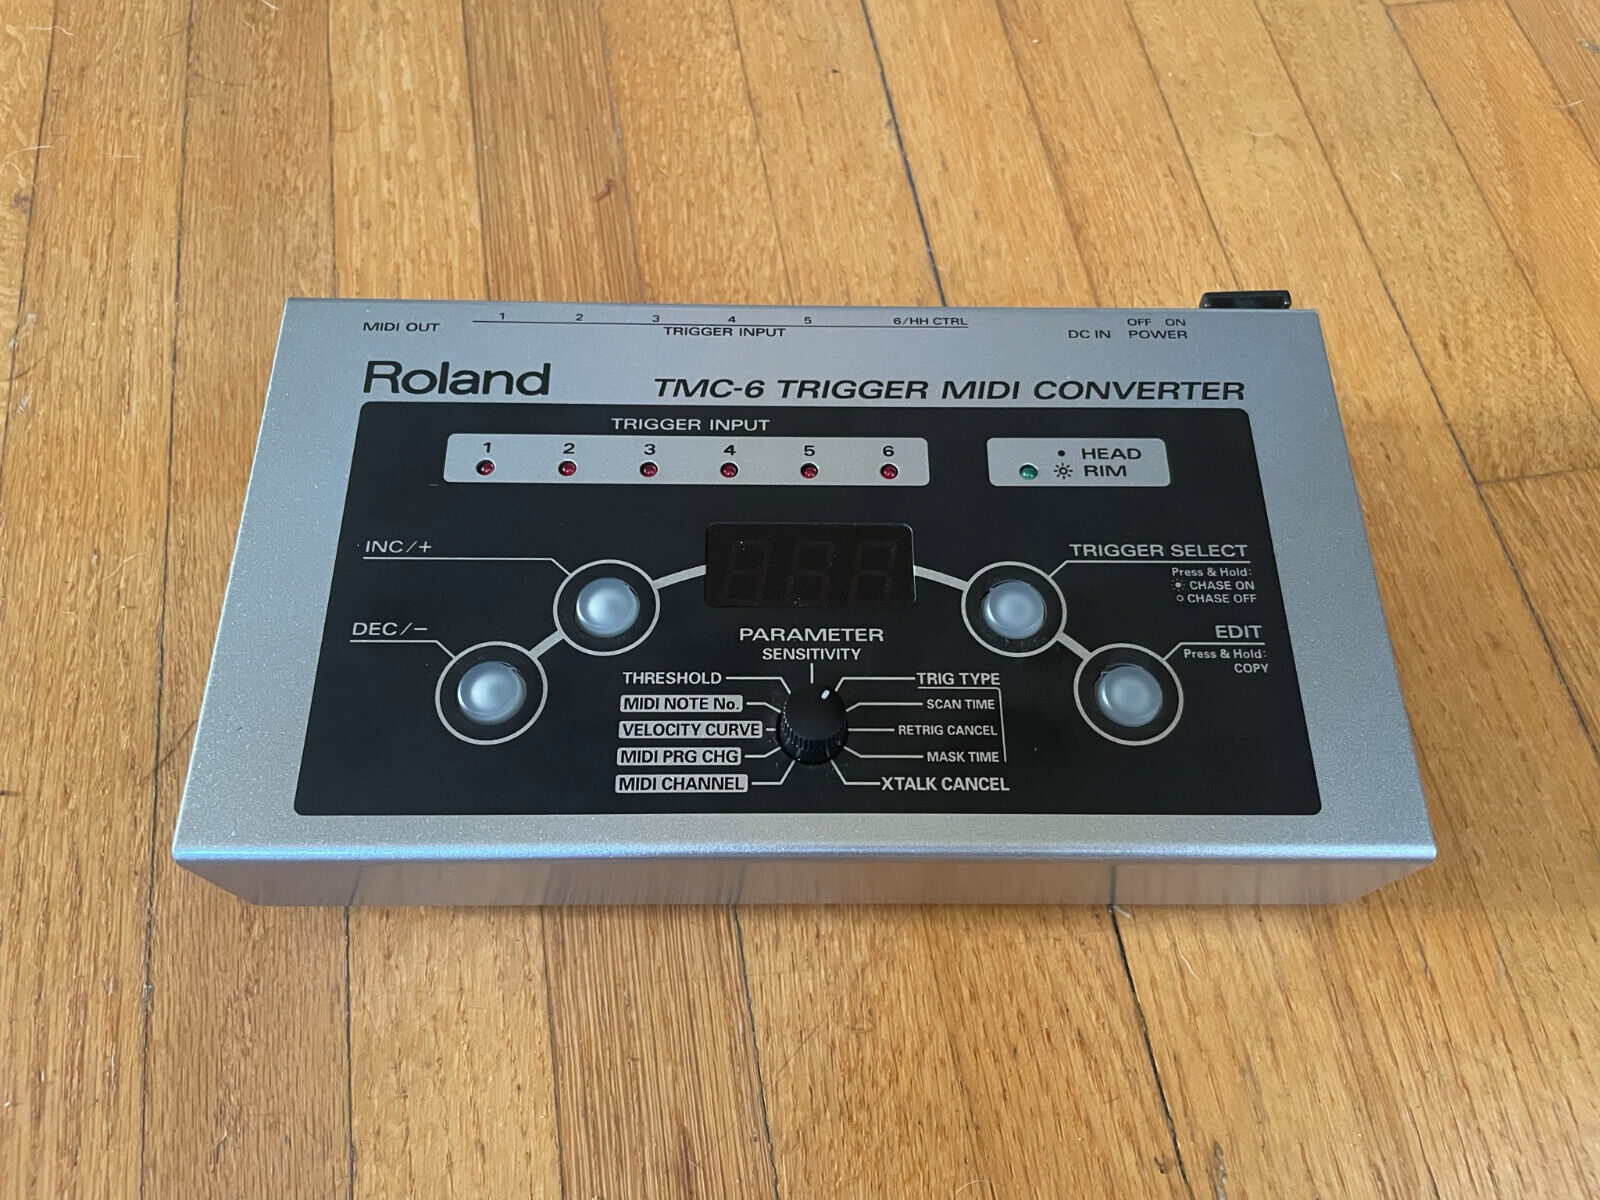 MIDI OUT
1 2 3 4 5 6/HH CTRL
TRIGGER INPUT
DC IN
OFF ON
POWER
Roland
TMC-6 TRIGGER MIDI CONVERTER
TRIGGER INPUT
1 2 3 4 5 6
HEAD
RIM
INC/+
DEC/−
TRIGGER SELECT
Press & Hold:
CHASE ON
CHASE OFF
EDIT
Press & Hold:
COPY
PARAMETER
SENSITIVITY
THRESHOLD
MIDI NOTE No.
VELOCITY CURVE
MIDI PRG CHG
MIDI CHANNEL
TRIG TYPE
SCAN TIME
RETRIG CANCEL
MASK TIME
XTALK CANCEL